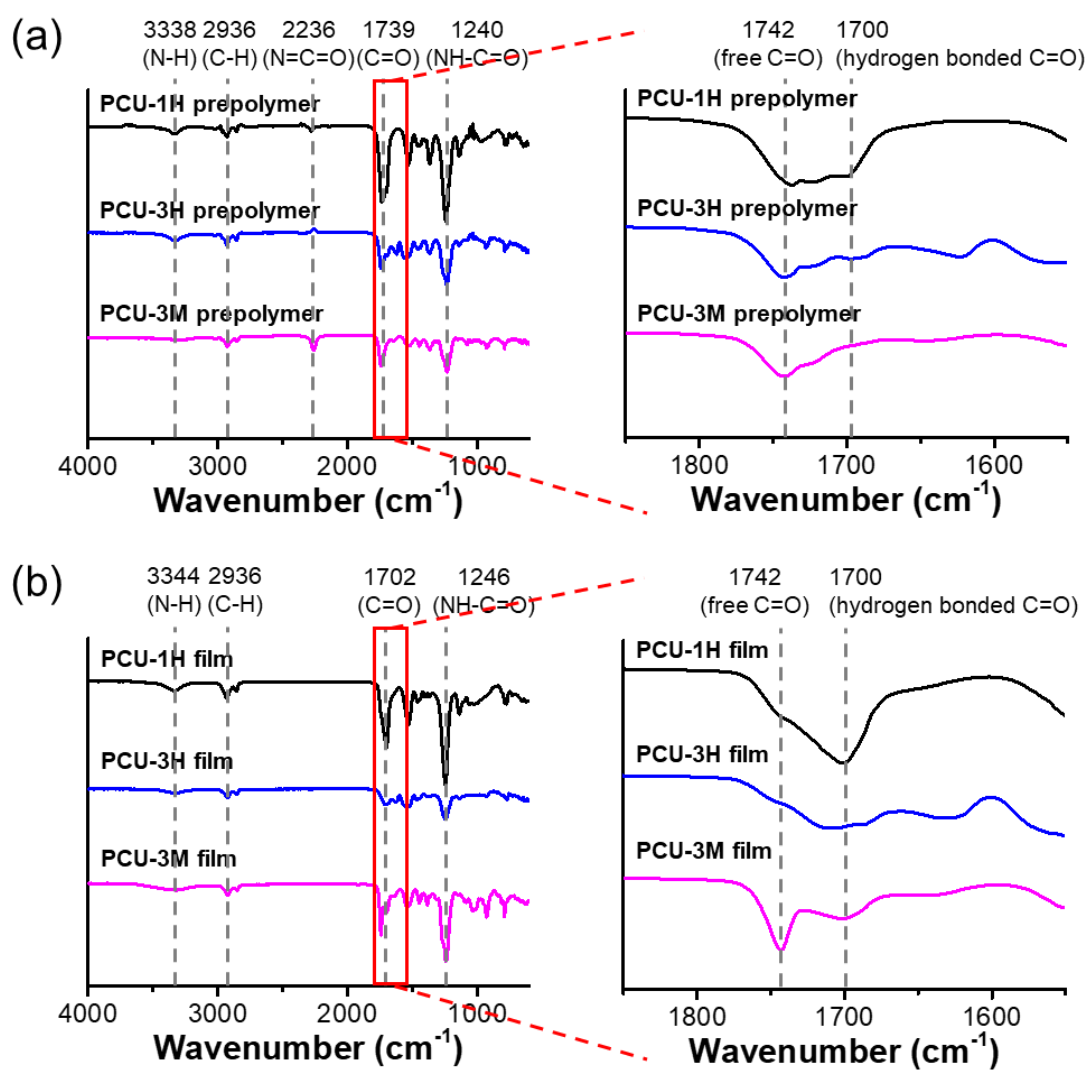 (a)
3338 2936 2236 1739 1240
(N-H) (C-H) (N=C=O) (C=O) (NH-C=O)
PCU-1H prepolymer
PCU-3H prepolymer
PCU-3M prepolymer
4000 3000 2000 1000
Wavenumber (cm-1)
1742 1700
(free C=O) (hydrogen bonded C=O)
PCU-1H prepolymer
PCU-3H prepolymer
PCU-3M prepolymer
1800 1700 1600
Wavenumber (cm-1)
(b)
3344 2936 1702 1246
(N-H) (C-H) (C=O) (NH-C=O)
PCU-1H film
PCU-3H film
PCU-3M film
4000 3000 2000 1000
Wavenumber (cm-1)
1742 1700
(free C=O) (hydrogen bonded C=O)
PCU-1H film
PCU-3H film
PCU-3M film
1800 1700 1600
Wavenumber (cm-1)